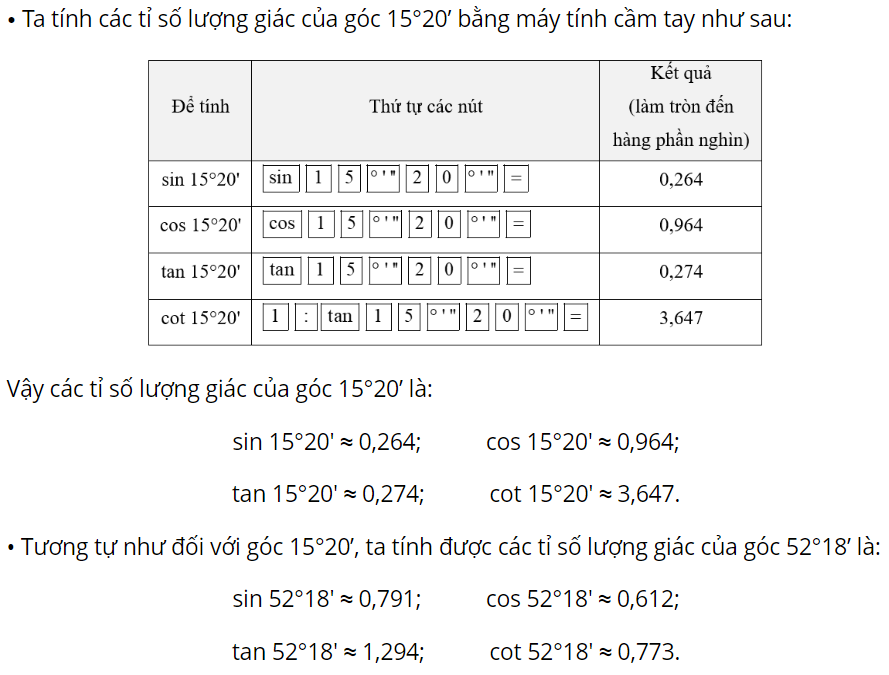 • Ta tính các tỉ số lượng giác của góc 15°20’ bằng máy tính cầm tay như sau:
Để tính Thứ tự các nút Kết quả
(làm tròn đến
hàng phần nghìn)
sin 15°20' sin 1 5 ° ' " 2 0 ° ' " = 0,264
cos 15°20' cos 1 5 ° ' " 2 0 ° ' " = 0,964
tan 15°20' tan 1 5 ° ' " 2 0 ° ' " = 0,274
cot 15°20' 1 : tan 1 5 ° ' " 2 0 ° ' " = 3,647
Vậy các tỉ số lượng giác của góc 15°20’ là:
sin 15°20' ≈ 0,264; cos 15°20' ≈ 0,964;
tan 15°20' ≈ 0,274; cot 15°20' ≈ 3,647.
• Tương tự như đối với góc 15°20’, ta tính được các tỉ số lượng giác của góc 52°18’ là:
sin 52°18' ≈ 0,791; cos 52°18' ≈ 0,612;
tan 52°18' ≈ 1,294; cot 52°18' ≈ 0,773.